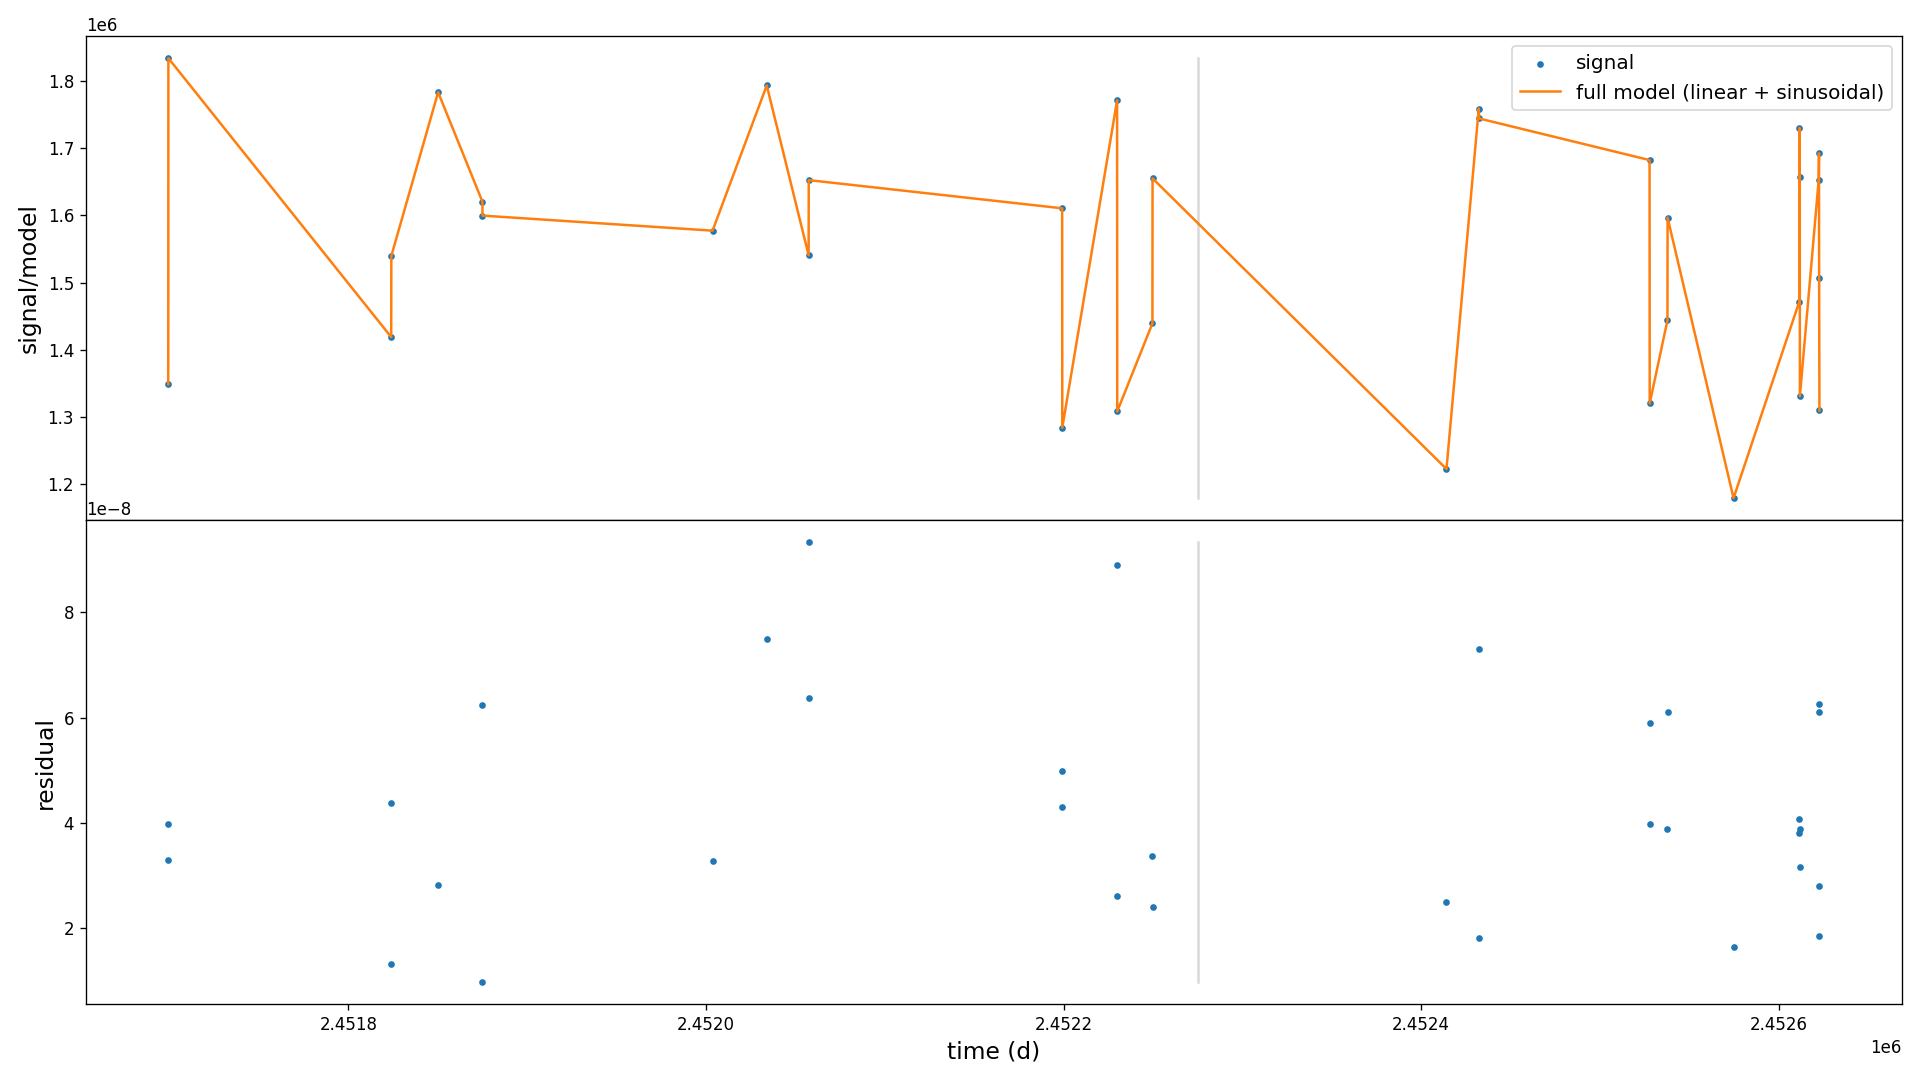 1e6
signal/model
1.8
1.7
1.6
1.5
1.4
1.3
1.2
signal
full model (linear + sinusoidal)
1e−8
residual
8
6
4
2
2.4518
2.4520
2.4522
2.4524
2.4526
time (d)
1e6